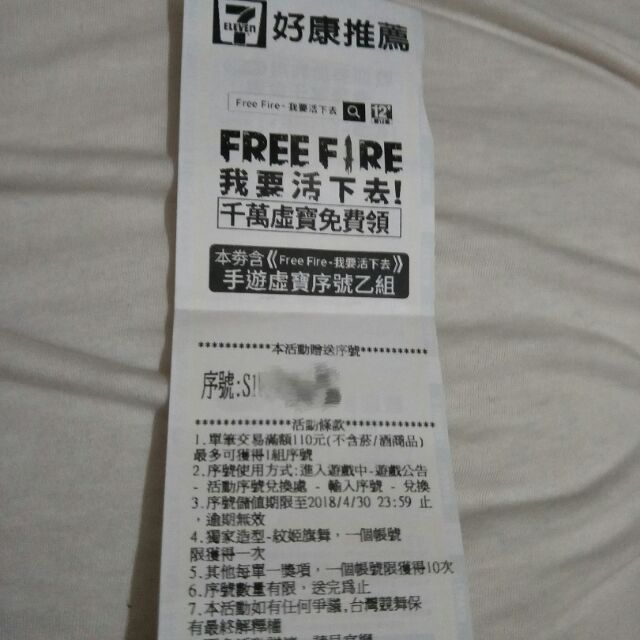 7
ELEVEN
好康推薦
Free Fire - 我要活下去
12+
FREE FIRE
我要活下去!
千萬虛寶免費領
本券含《Free Fire-我要活下去》
手遊虛寶序號乙組
***********本活動贈送序號***********
序號:S1
***********活動條款***********
1.單筆交易滿額110元(不含菸/酒商品)
最多可獲得1組序號
2.序號使用方式:進入遊戲中-遊戲公告
- 活動序號兌換處 - 輸入序號 - 兌換
3.序號儲值期限至2018/4/30 23:59 止
，逾期無效
4.獨家造型-紋姬旗舞，一個帳號
限獲得一次
5.其他每單一獎項，一個帳號限獲得10次
6.序號數量有限，送完為止
7.本活動如有任何爭議,台灣競舞保
有最終解釋權